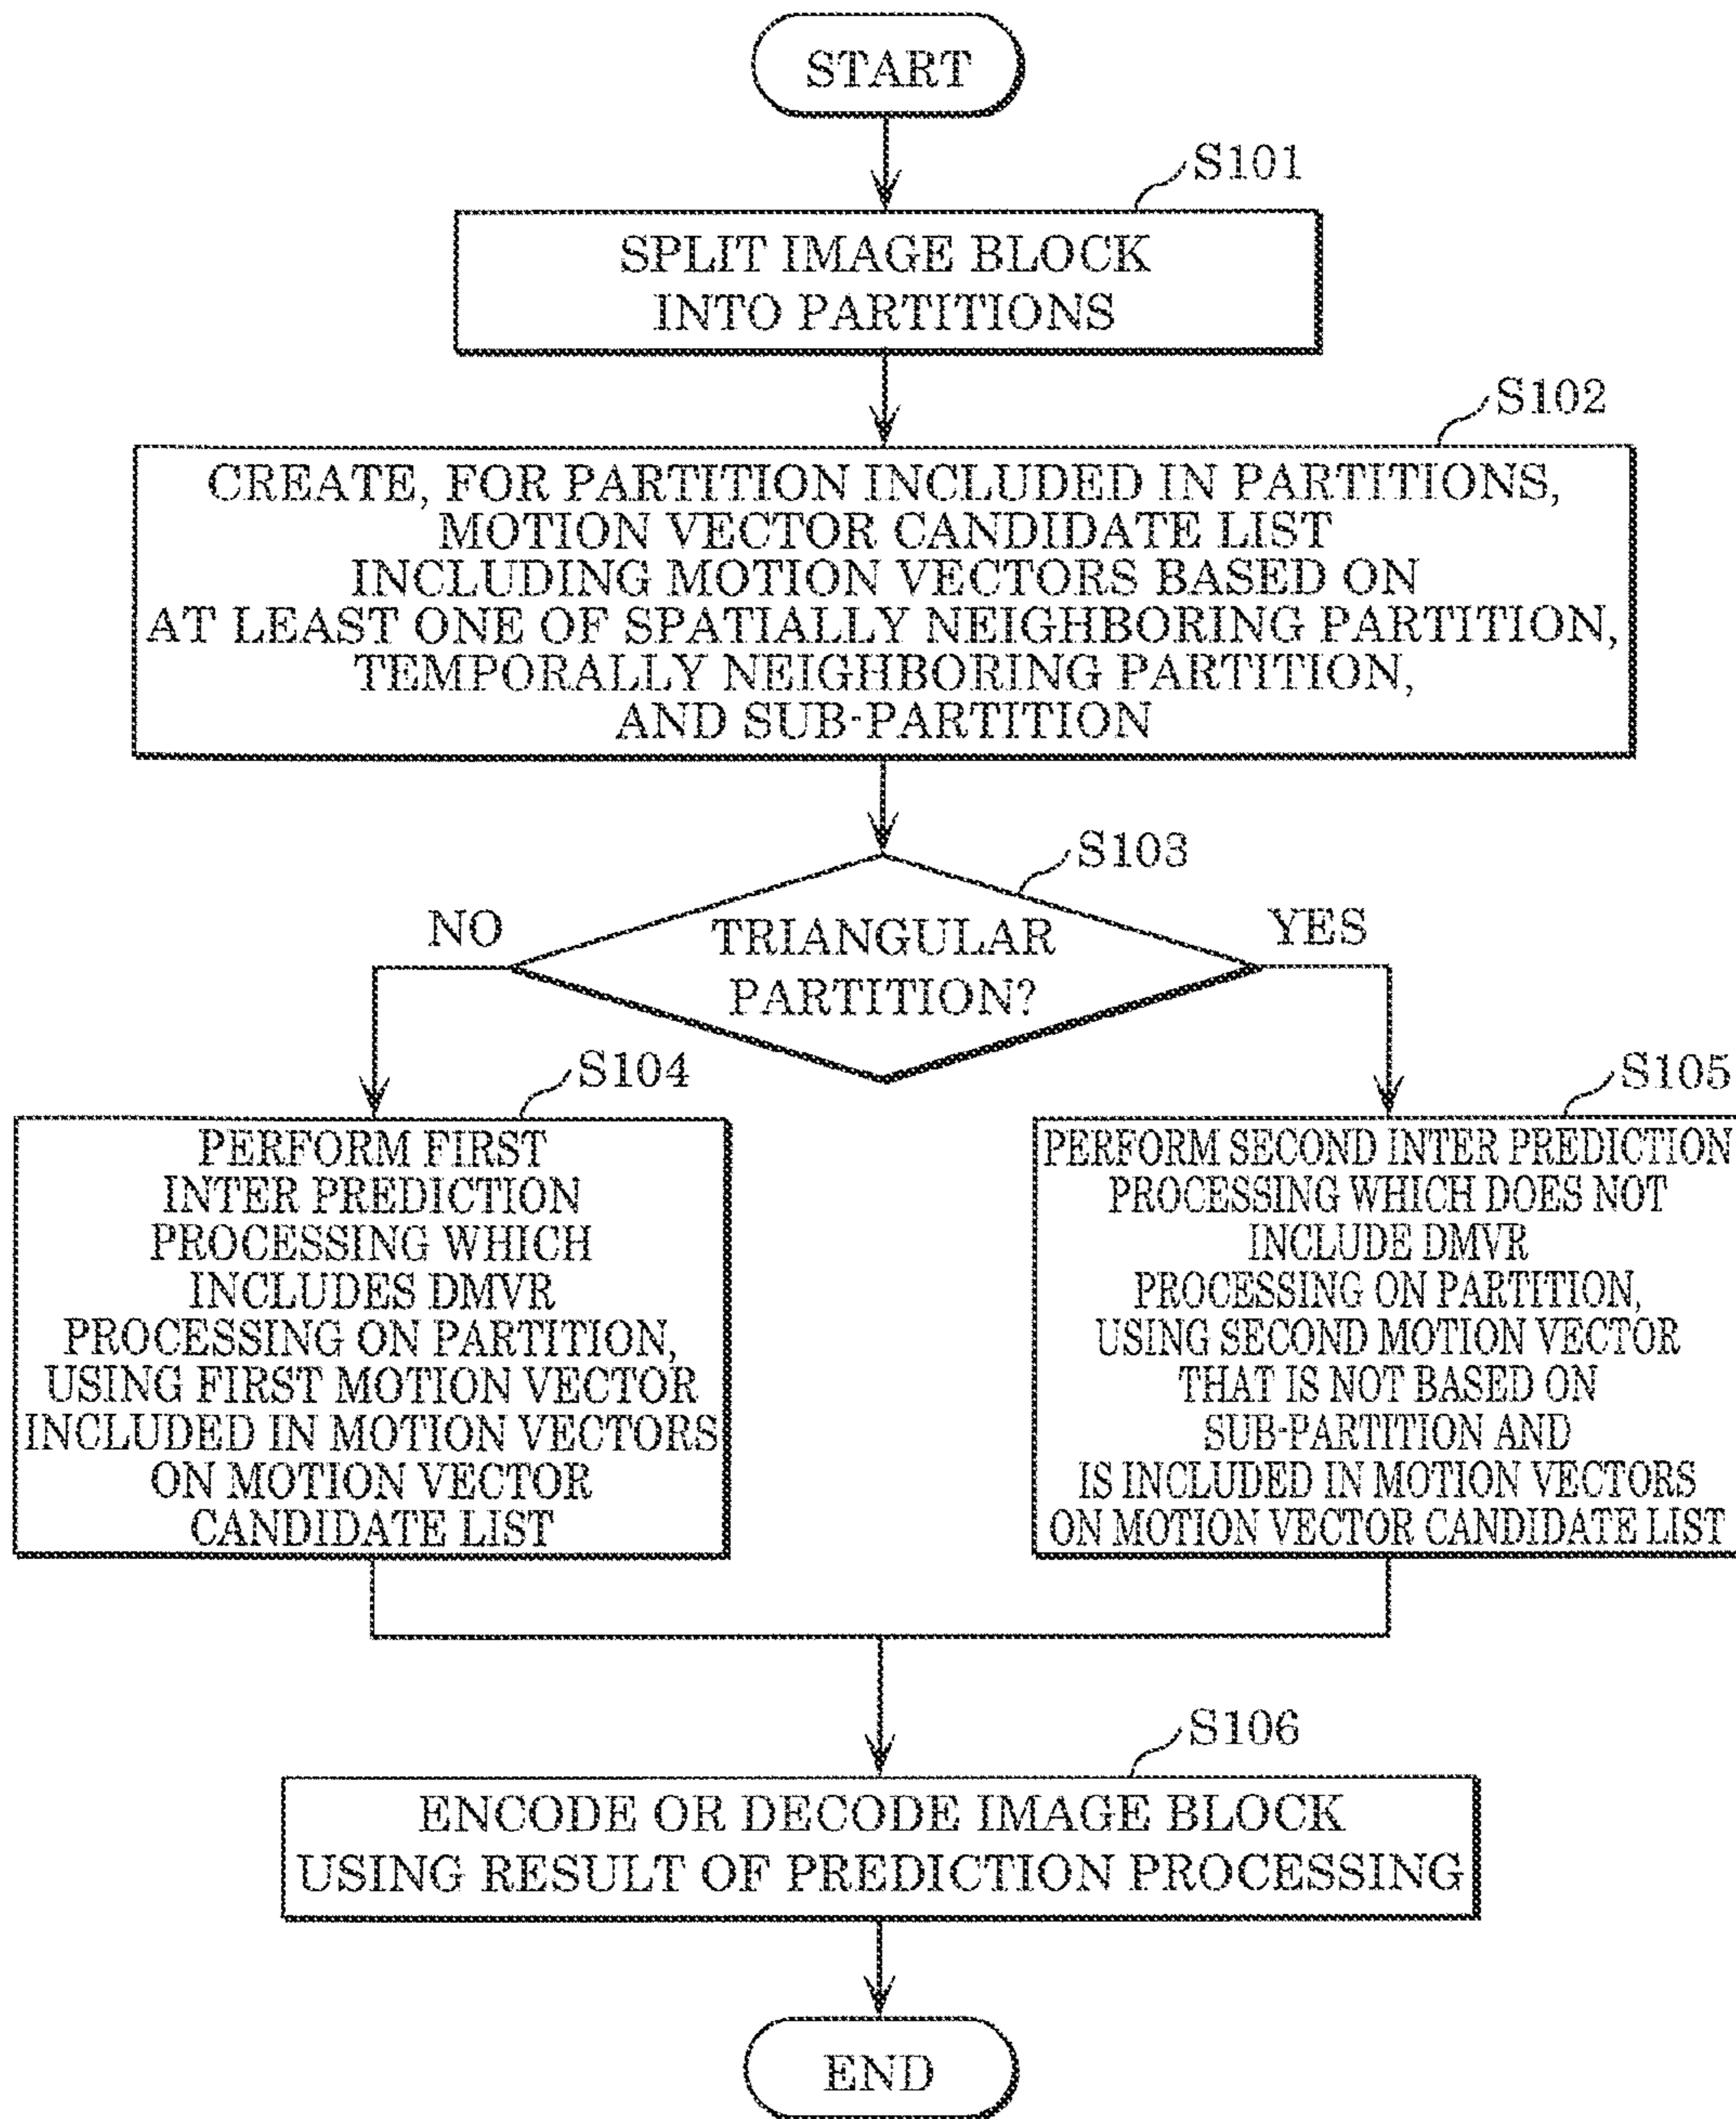 START
S101
SPLIT IMAGE BLOCK
INTO PARTITIONS
S102
CREATE, FOR PARTITION INCLUDED IN PARTITIONS,
MOTION VECTOR CANDIDATE LIST
INCLUDING MOTION VECTORS BASED ON
AT LEAST ONE OF SPATIALLY NEIGHBORING PARTITION,
TEMPORALLY NEIGHBORING PARTITION,
AND SUB-PARTITION
S103
NO
TRIANGULAR
PARTITION?
YES
S104
PERFORM FIRST
INTER PREDICTION
PROCESSING WHICH
INCLUDES DMVR
PROCESSING ON PARTITION,
USING FIRST MOTION VECTOR
INCLUDED IN MOTION VECTORS
ON MOTION VECTOR
CANDIDATE LIST
S105
PERFORM SECOND INTER PREDICTION
PROCESSING WHICH DOES NOT
INCLUDE DMVR
PROCESSING ON PARTITION,
USING SECOND MOTION VECTOR
THAT IS NOT BASED ON
SUB-PARTITION AND
IS INCLUDED IN MOTION VECTORS
ON MOTION VECTOR CANDIDATE LIST
S106
ENCODE OR DECODE IMAGE BLOCK
USING RESULT OF PREDICTION PROCESSING
END